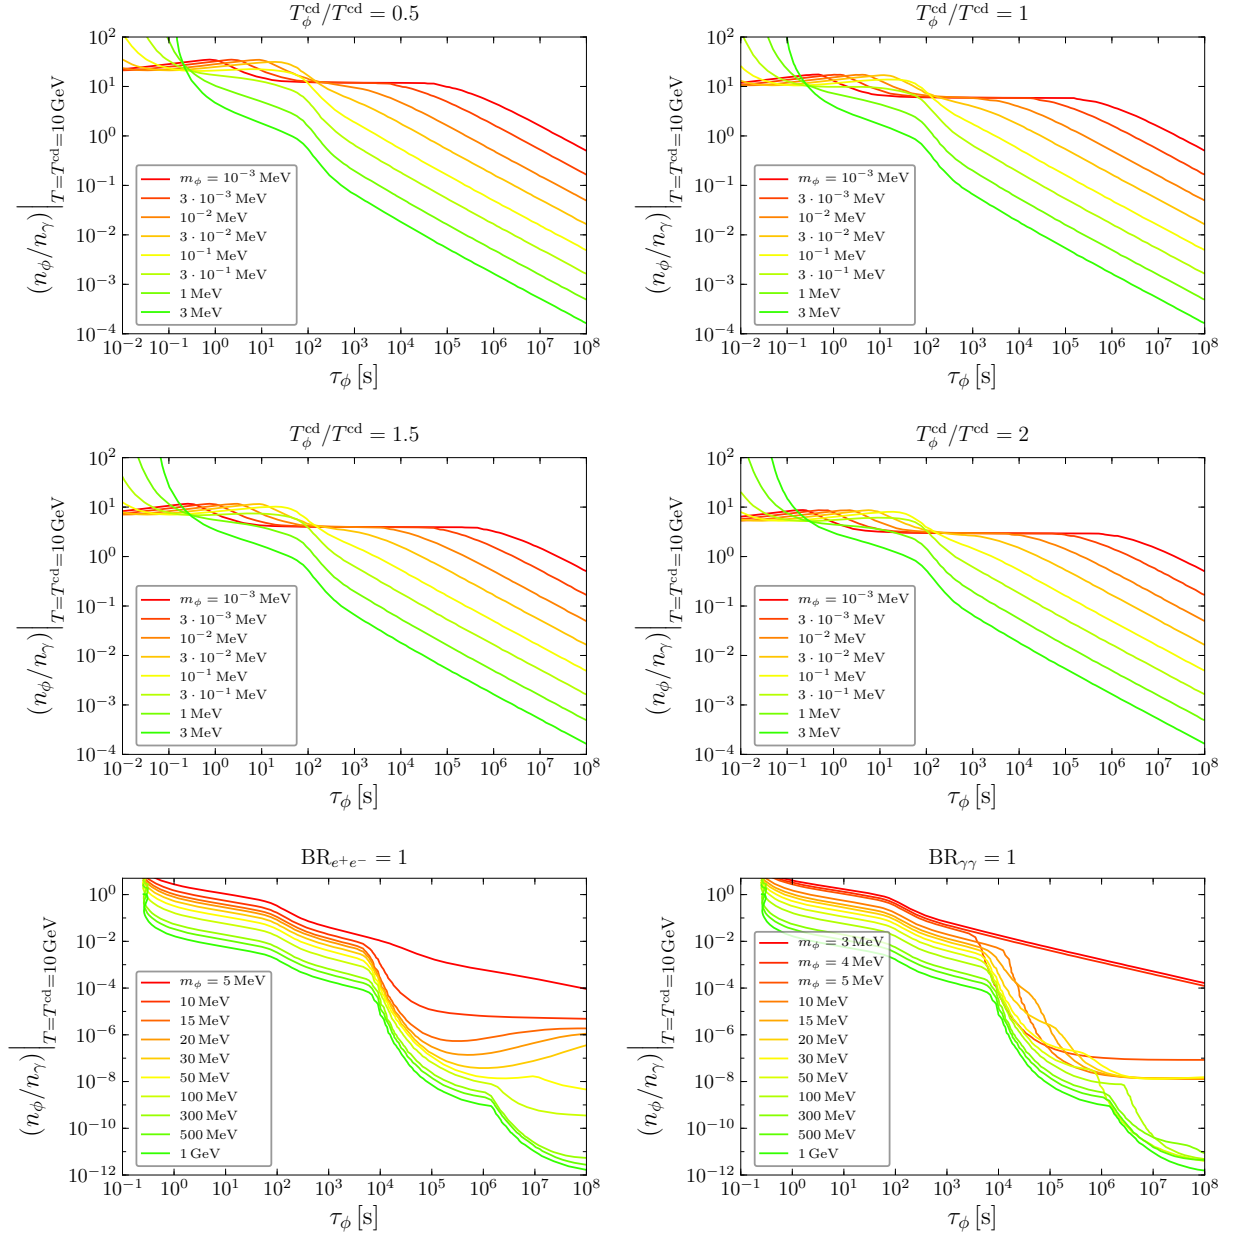 T_ϕ^cd/T^cd = 0.5
(n_ϕ/n_γ)|_{T=T^cd=10 GeV}
10^2
10^1
10^0
10^−1
10^−2
10^−3
10^−4
m_ϕ = 10^−3 MeV
3 · 10^−3 MeV
10^−2 MeV
3 · 10^−2 MeV
10^−1 MeV
3 · 10^−1 MeV
1 MeV
3 MeV
10^−2 10^−1 10^0 10^1 10^2 10^3 10^4 10^5 10^6 10^7 10^8
τ_ϕ [s]
T_ϕ^cd/T^cd = 1
(n_ϕ/n_γ)|_{T=T^cd=10 GeV}
10^2
10^1
10^0
10^−1
10^−2
10^−3
10^−4
m_ϕ = 10^−3 MeV
3 · 10^−3 MeV
10^−2 MeV
3 · 10^−2 MeV
10^−1 MeV
3 · 10^−1 MeV
1 MeV
3 MeV
10^−2 10^−1 10^0 10^1 10^2 10^3 10^4 10^5 10^6 10^7 10^8
τ_ϕ [s]
T_ϕ^cd/T^cd = 1.5
(n_ϕ/n_γ)|_{T=T^cd=10 GeV}
10^2
10^1
10^0
10^−1
10^−2
10^−3
10^−4
m_ϕ = 10^−3 MeV
3 · 10^−3 MeV
10^−2 MeV
3 · 10^−2 MeV
10^−1 MeV
3 · 10^−1 MeV
1 MeV
3 MeV
10^−2 10^−1 10^0 10^1 10^2 10^3 10^4 10^5 10^6 10^7 10^8
τ_ϕ [s]
T_ϕ^cd/T^cd = 2
(n_ϕ/n_γ)|_{T=T^cd=10 GeV}
10^2
10^1
10^0
10^−1
10^−2
10^−3
10^−4
m_ϕ = 10^−3 MeV
3 · 10^−3 MeV
10^−2 MeV
3 · 10^−2 MeV
10^−1 MeV
3 · 10^−1 MeV
1 MeV
3 MeV
10^−2 10^−1 10^0 10^1 10^2 10^3 10^4 10^5 10^6 10^7 10^8
τ_ϕ [s]
BR_{e^+e^−} = 1
(n_ϕ/n_γ)|_{T=T^cd=10 GeV}
10^0
10^−2
10^−4
10^−6
10^−8
10^−10
10^−12
m_ϕ = 5 MeV
10 MeV
15 MeV
20 MeV
30 MeV
50 MeV
100 MeV
300 MeV
500 MeV
1 GeV
10^−1 10^0 10^1 10^2 10^3 10^4 10^5 10^6 10^7 10^8
τ_ϕ [s]
BR_γγ = 1
(n_ϕ/n_γ)|_{T=T^cd=10 GeV}
10^0
10^−2
10^−4
10^−6
10^−8
10^−10
10^−12
m_ϕ = 3 MeV
m_ϕ = 4 MeV
m_ϕ = 5 MeV
10 MeV
15 MeV
20 MeV
30 MeV
50 MeV
100 MeV
300 MeV
500 MeV
1 GeV
10^−1 10^0 10^1 10^2 10^3 10^4 10^5 10^6 10^7 10^8
τ_ϕ [s]